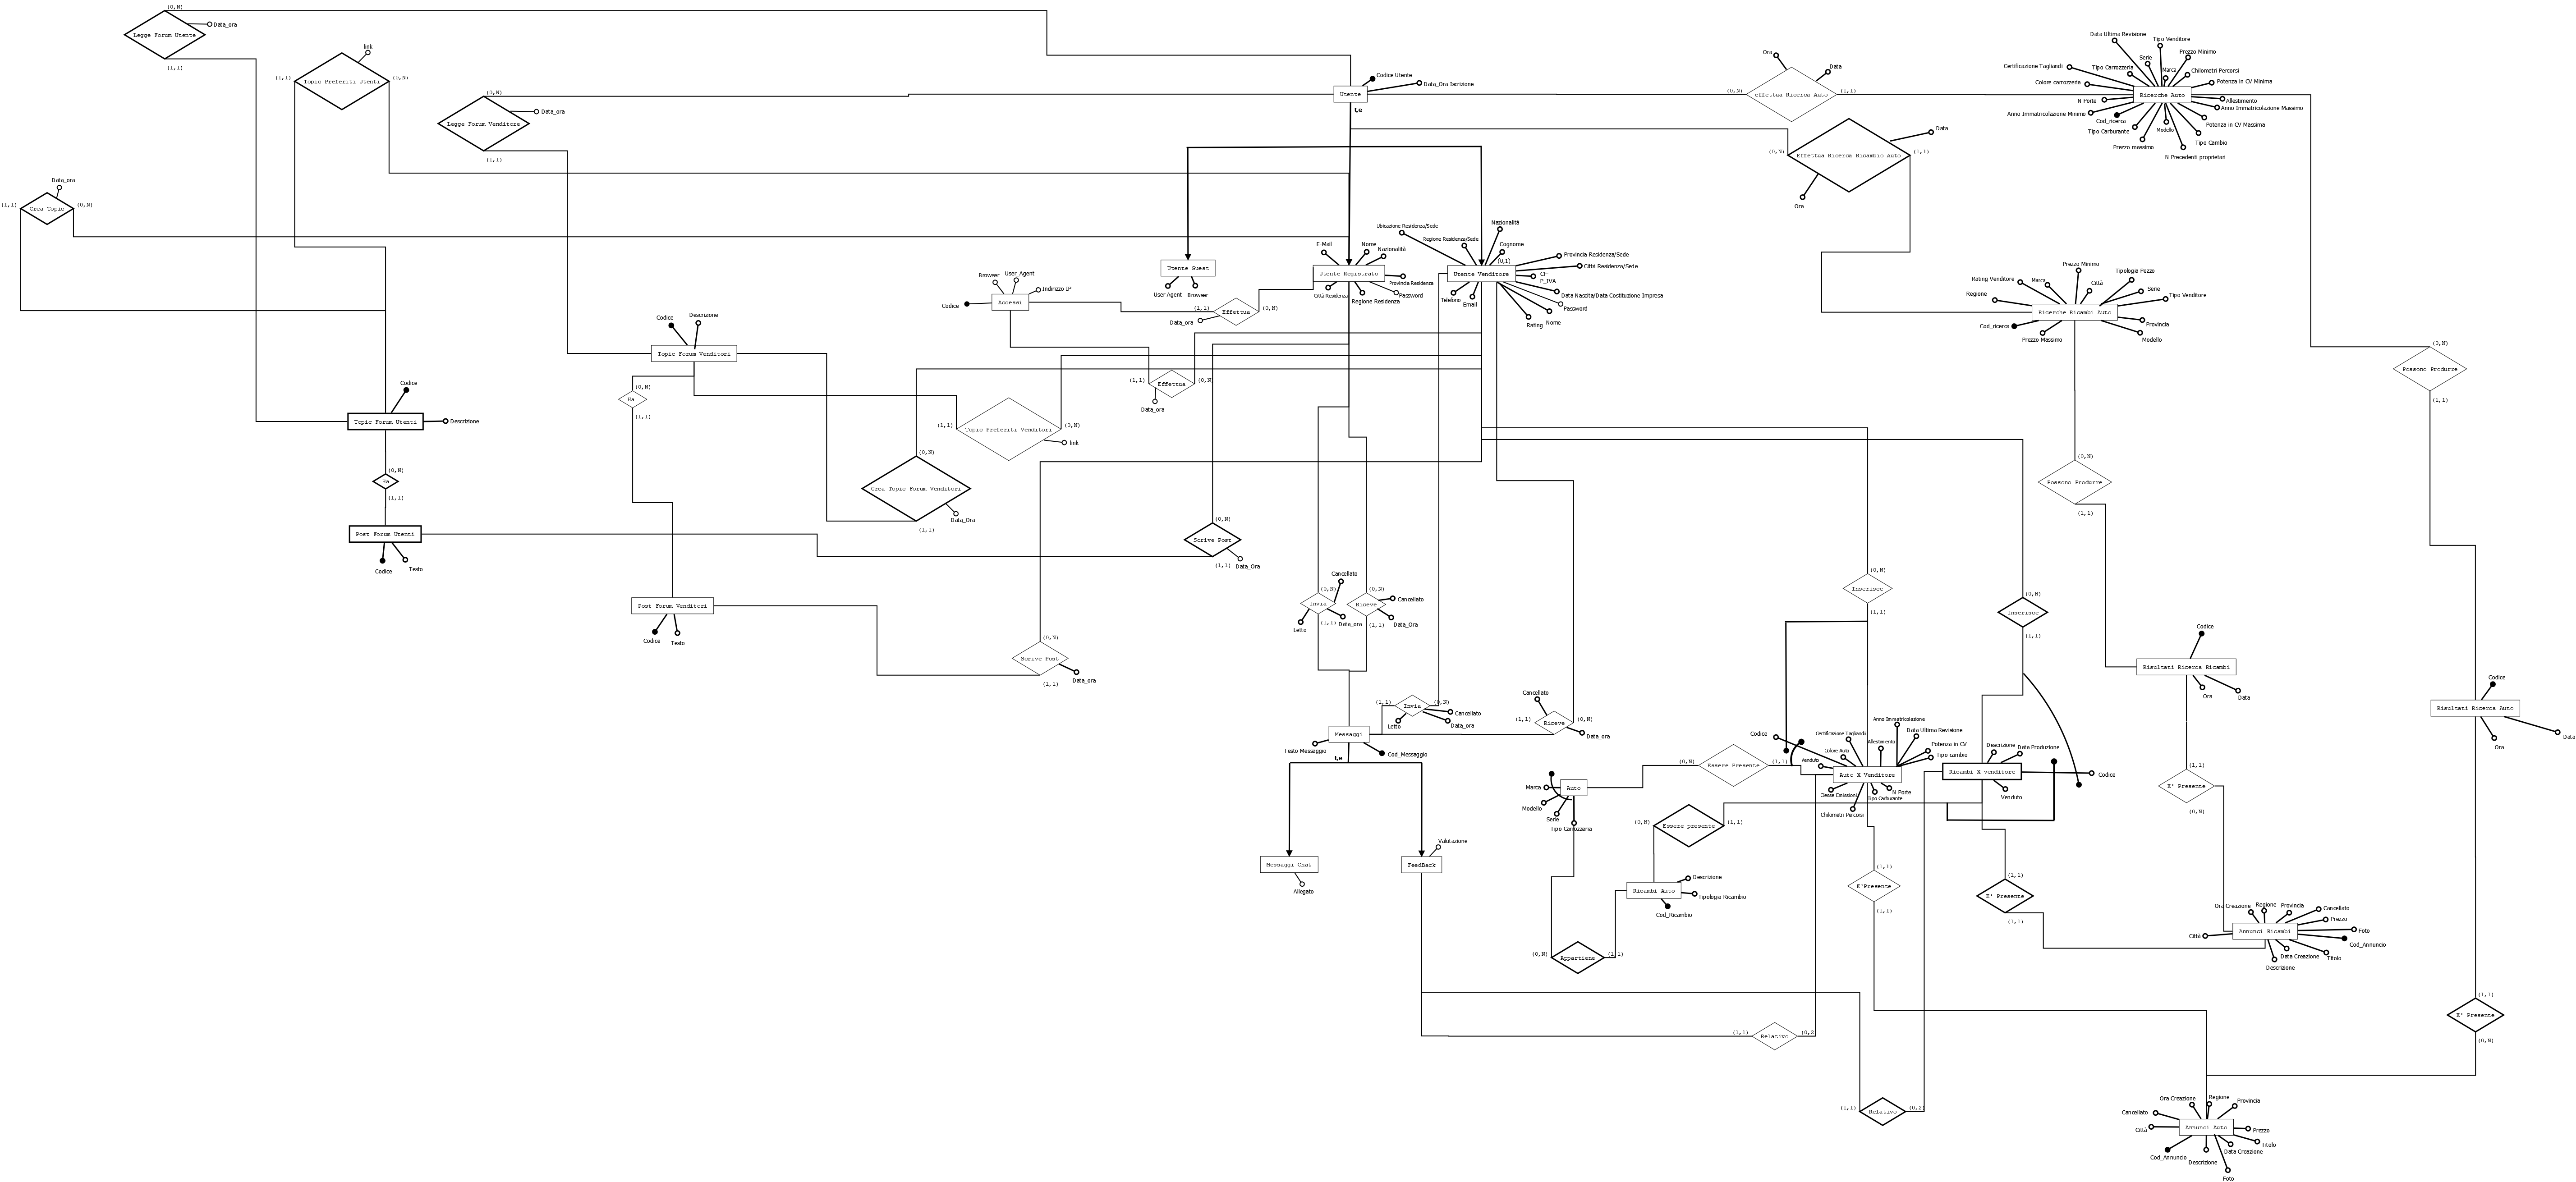 (0,N)
Legge Forum Utente
Data_ora
(1,1)
link
Topic Preferiti Utenti
(1,1)
(0,N)
(0,N)
Legge Forum Venditore
Data_ora
(1,1)
Utente
Codice Utente
Data_Ora Iscrizione
t,e
Ora
Data
effettua Ricerca Auto
(0,N)
(1,1)
Ricerche Auto
Data Ultima Revisione
Tipo Venditore
Serie
Prezzo Minimo
Certificazione Tagliandi
Tipo Carrozzeria
Marca
Chilometri Percorsi
Colore carrozzeria
Potenza in CV Minima
N Porte
Allestimento
Anno Immatricolazione Minimo
Anno Immatricolazione Massimo
Cod_ricerca
Tipo Carburante
Modello
Potenza in CV Massima
Prezzo massimo
Tipo Cambio
N Precedenti proprietari
Effettua Ricerca Ricambio Auto
Data
(0,N)
(1,1)
Ora
Data_ora
Crea Topic
(1,1)
(0,N)
Utente Guest
User Agent
Browser
Utente Registrato
E-Mail
Nome
Nazionalità
Provincia Residenza
Password
Città Residenza
Regione Residenza
Utente Venditore
Ubicazione Residenza/Sede
Regione Residenza/Sede
Nazionalità
Cognome
(0,1)
Provincia Residenza/Sede
Città Residenza/Sede
CF-
P_IVA
Data Nascita/Data Costituzione Impresa
Password
Telefono
Email
Nome
Rating
Accessi
Browser
User_Agent
Indirizzo IP
Codice
Effettua
(1,1)
(0,N)
Data_ora
Effettua
(1,1)
(0,N)
Data_ora
Ricerche Ricambi Auto
Rating Venditore
Marca
Prezzo Minimo
Città
Tipologia Pezzo
Serie
Tipo Venditore
Regione
Provincia
Cod_ricerca
Prezzo Massimo
Modello
Topic Forum Venditori
Codice
Descrizione
Ha
(0,N)
(1,1)
Topic Forum Utenti
Codice
Descrizione
Ha
(0,N)
(1,1)
Topic Preferiti Venditori
(1,1)
(0,N)
link
(0,N)
Crea Topic Forum Venditori
Data_Ora
(1,1)
Post Forum Utenti
Codice
Testo
(0,N)
Scrive Post
(1,1)
Data_Ora
Post Forum Venditori
Codice
Testo
(0,N)
Scrive Post
(1,1)
Data_ora
Cancellato
(0,N)
Invia
(1,1)
Data_ora
Letto
(0,N)
Riceve
Cancellato
(1,1)
Data_Ora
Possono Produrre
(0,N)
(1,1)
Possono Produrre
(0,N)
(1,1)
(0,N)
Inserisce
(1,1)
(0,N)
Inserisce
(1,1)
Risultati Ricerca Ricambi
Codice
Ora
Data
Risultati Ricerca Auto
Codice
Ora
Data
Messaggi
Testo Messaggio
Cod_Messaggio
t,e
(1,1)
Invia
(0,N)
Cancellato
Letto
Data_ora
Cancellato
(1,1)
Riceve
(0,N)
Data_ora
Essere Presente
(0,N)
(1,1)
Auto X Venditore
Codice
Certificazione Tagliandi
Anno Immatricolazione
Allestimento
Data Ultima Revisione
Colore Auto
Potenza in CV
Tipo cambio
Venduto
Classe Emissioni
Tipo Carburante
N Porte
Chilometri Percorsi
Ricambi X venditore
Descrizione
Data Produzione
Codice
Venduto
Auto
Marca
Modello
Serie
Tipo Carrozzeria
Essere presente
(0,N)
(1,1)
Messaggi Chat
Allegato
FeedBack
Valutazione
Ricambi Auto
Descrizione
Tipologia Ricambio
Cod_Ricambio
Appartiene
(0,N)
(1,1)
(1,1)
E'Presente
(1,1)
(1,1)
E' Presente
(1,1)
(1,1)
E' Presente
(0,N)
Annunci Ricambi
Ora Creazione
Regione
Provincia
Cancellato
Prezzo
Foto
Città
Cod_Annuncio
Titolo
Data Creazione
Descrizione
Relativo
(1,1)
(0,2)
Relativo
(1,1)
(0,2)
(1,1)
E' Presente
(0,N)
Annunci Auto
Ora Creazione
Regione
Provincia
Cancellato
Città
Prezzo
Titolo
Data Creazione
Cod_Annuncio
Descrizione
Foto